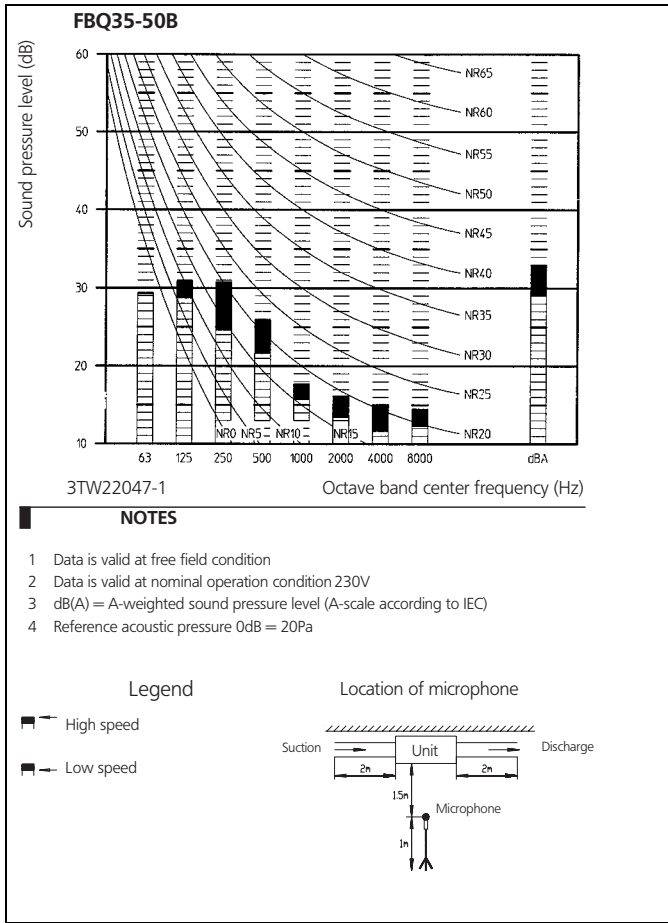 FBQ35-50B
Sound pressure level (dB)
60
50
40
30
20
10
NR65
NR60
NR55
NR50
NR45
NR40
NR35
NR30
NR25
NR20
NR0 NR5 NR10 NR15
63 125 250 500 1000 2000 4000 8000 dBA
3TW22047-1 Octave band center frequency (Hz)
NOTES
1 Data is valid at free field condition
2 Data is valid at nominal operation condition 230V
3 dB(A) = A-weighted sound pressure level (A-scale according to IEC)
4 Reference acoustic pressure 0dB = 20Pa
Legend
High speed
Low speed
Location of microphone
Suction Unit Discharge
2m 2m
1.5m
Microphone
1m